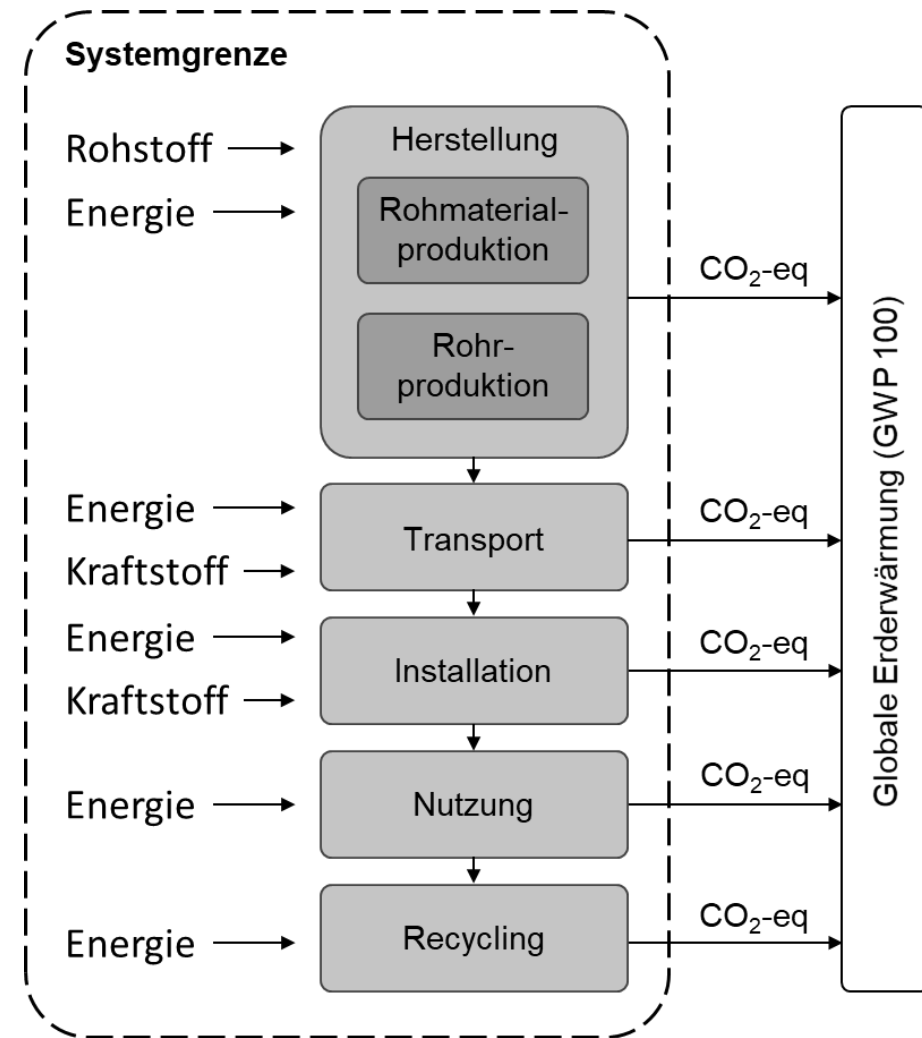 Systemgrenze
Rohstoff
Energie
Herstellung
Rohmaterial-
produktion
Rohr-
produktion
CO₂-eq
Energie
Kraftstoff
Transport
CO₂-eq
Energie
Kraftstoff
Installation
CO₂-eq
Energie
Nutzung
CO₂-eq
Energie
Recycling
CO₂-eq
Globale Erderwärmung (GWP 100)